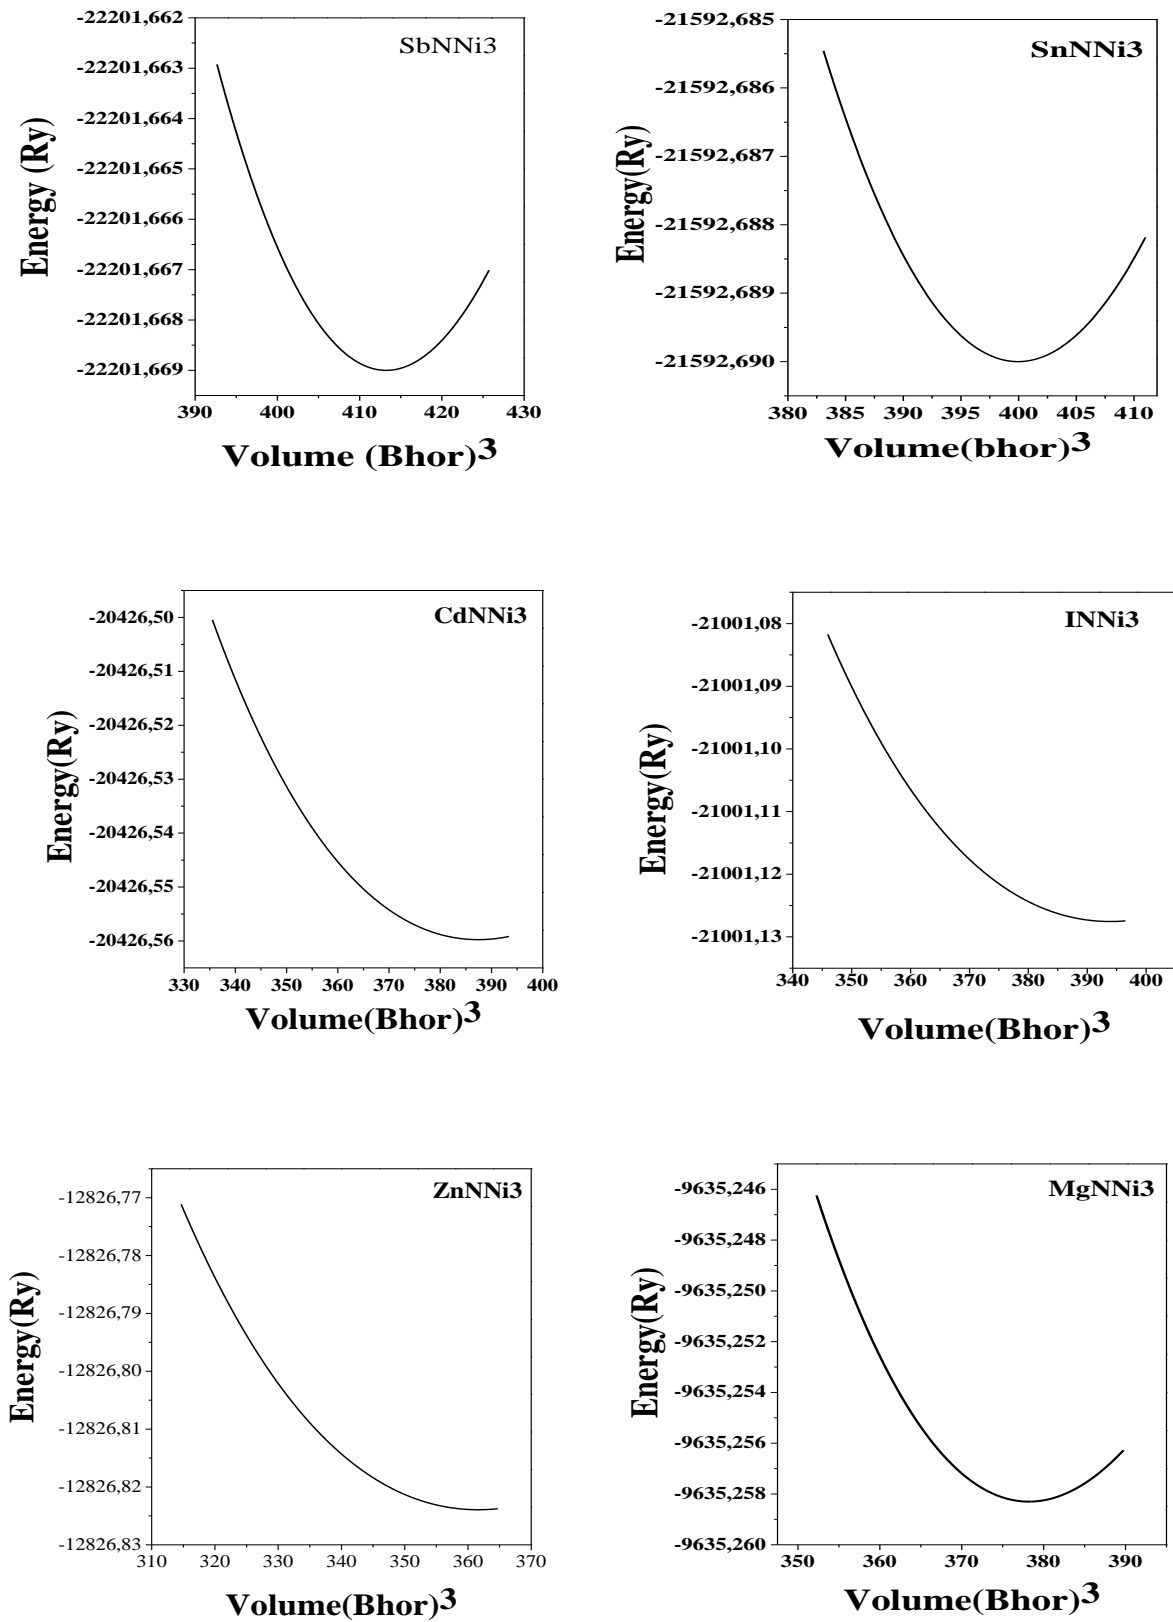 SbNNi3
Energy (Ry)
-22201,662
-22201,663
-22201,664
-22201,665
-22201,666
-22201,667
-22201,668
-22201,669
390 400 410 420 430
Volume (Bhor)3
SnNNi3
Energy(Ry)
-21592,685
-21592,686
-21592,687
-21592,688
-21592,689
-21592,690
380 385 390 395 400 405 410
Volume(bhor)3
CdNNi3
Energy(Ry)
-20426,50
-20426,51
-20426,52
-20426,53
-20426,54
-20426,55
-20426,56
330 340 350 360 370 380 390 400
Volume(Bhor)3
INNi3
Energy(Ry)
-21001,08
-21001,09
-21001,10
-21001,11
-21001,12
-21001,13
340 350 360 370 380 390 400
Volume(Bhor)3
ZnNNi3
Energy(Ry)
-12826,77
-12826,78
-12826,79
-12826,80
-12826,81
-12826,82
-12826,83
310 320 330 340 350 360 370
Volume(Bhor)3
MgNNi3
Energy(Ry)
-9635,246
-9635,248
-9635,250
-9635,252
-9635,254
-9635,256
-9635,258
-9635,260
350 360 370 380 390
Volume(Bhor)3